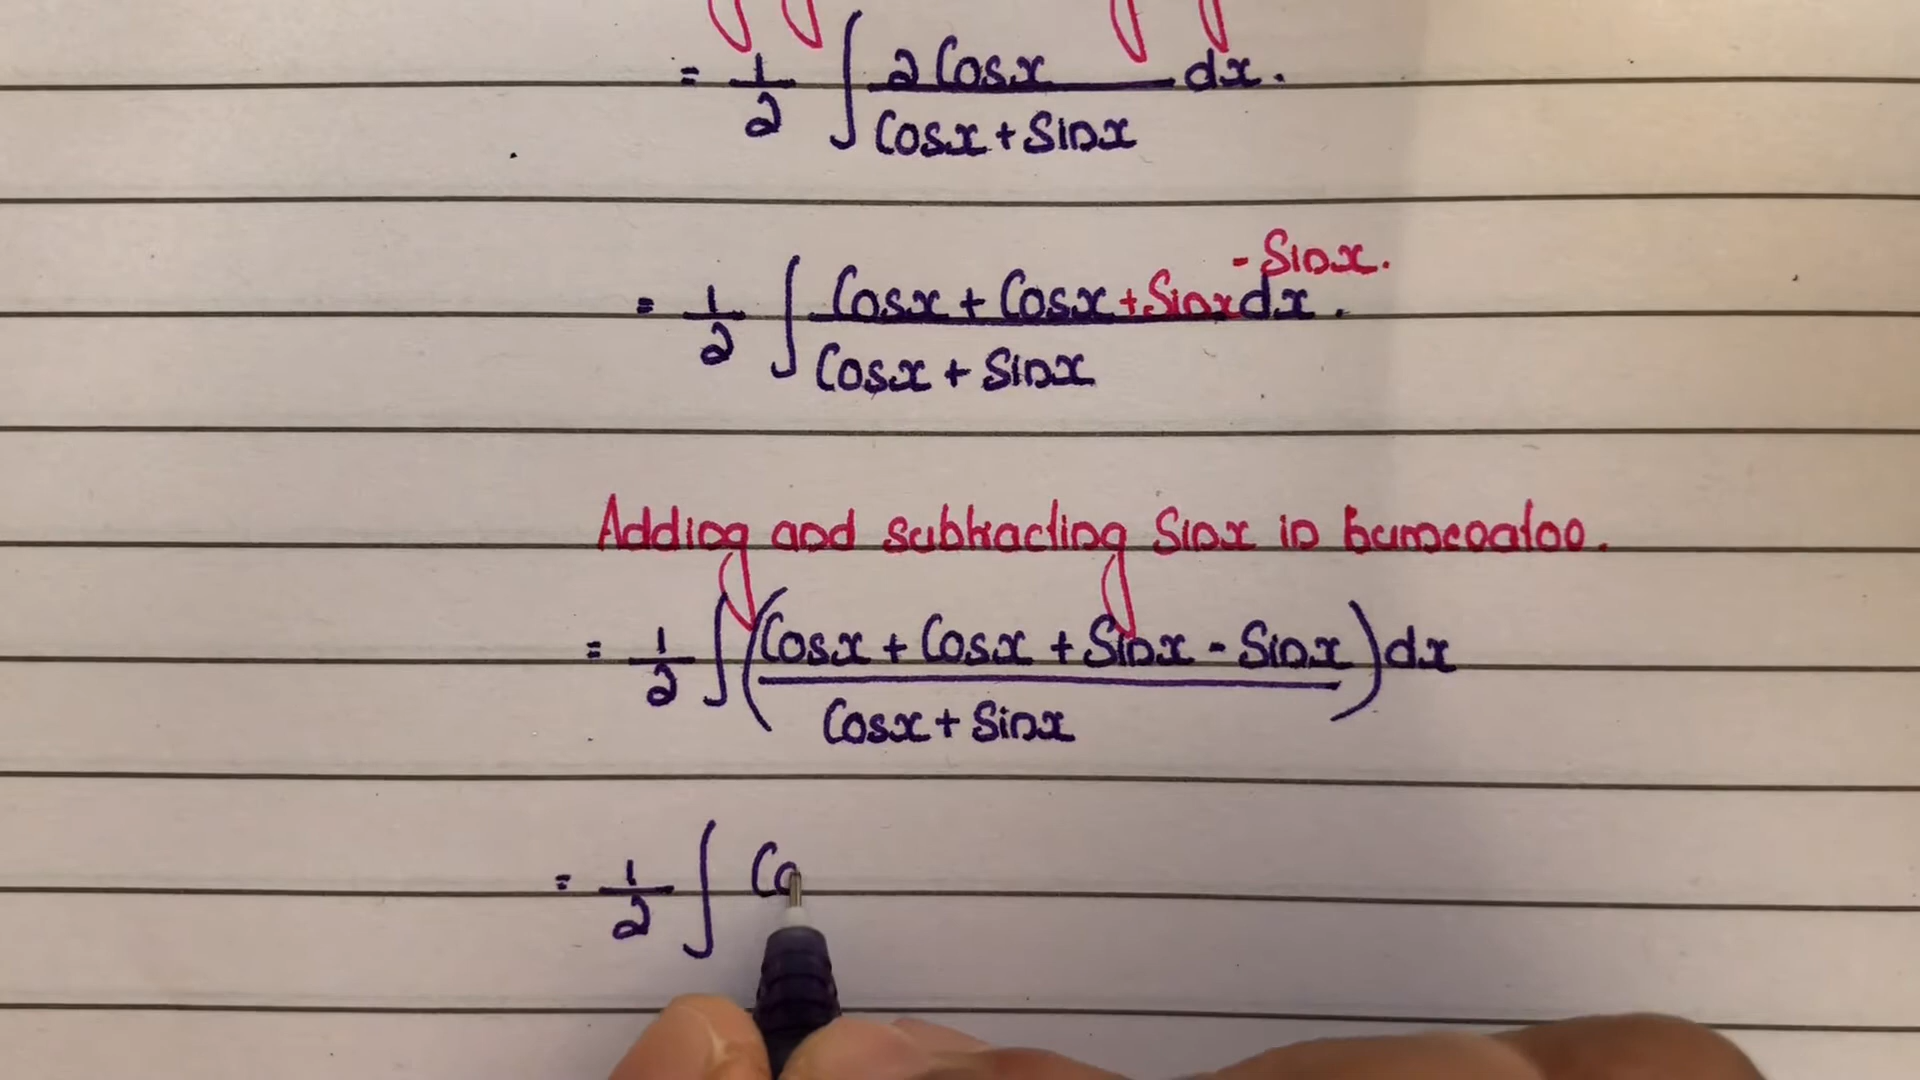 = 1/2 ∫ 2 Cosx / Cosx + Sinx dx.
- Sinx.
= 1/2 ∫ Cosx + Cosx + Sinx / Cosx + Sinx dx.
Adding and subtracting Sinx in
= 1/2 ∫ (Cosx + Cosx + Sinx - Sinx / Cosx + Sinx) dx
= 1/2 ∫ Co